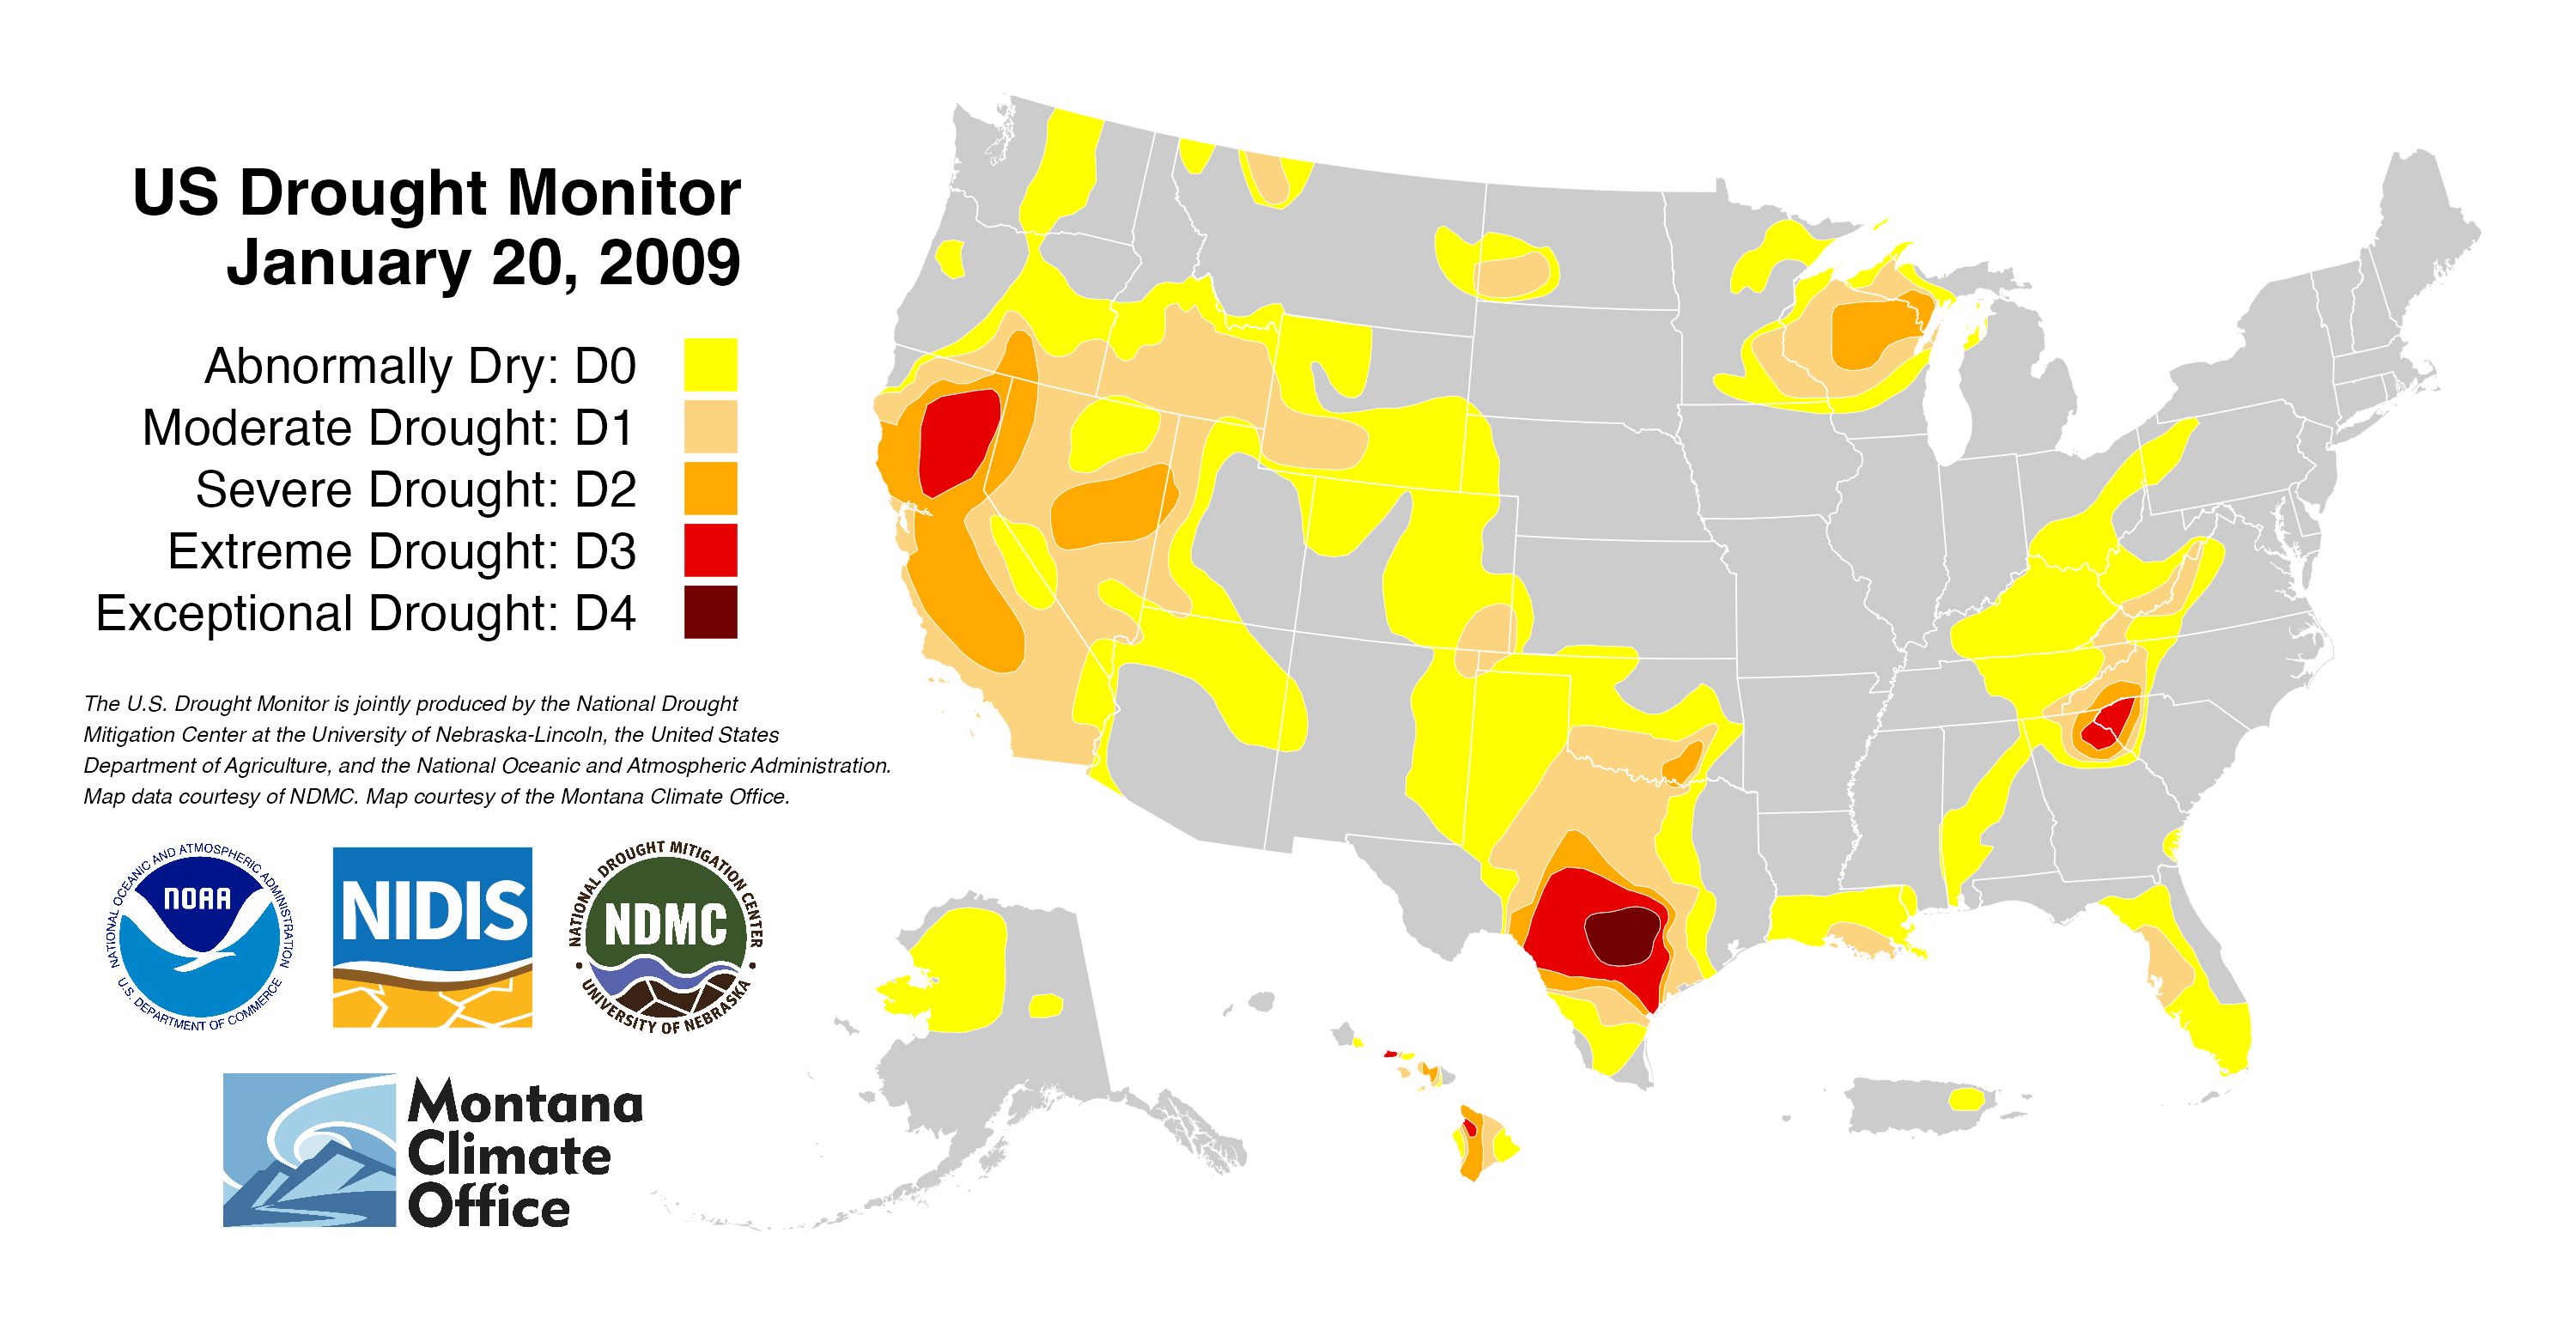 US Drought Monitor
January 20, 2009
Abnormally Dry: D0
Moderate Drought: D1
Severe Drought: D2
Extreme Drought: D3
Exceptional Drought: D4
The U.S. Drought Monitor is jointly produced by the National Drought
Mitigation Center at the University of Nebraska-Lincoln, the United States
Department of Agriculture, and the National Oceanic and Atmospheric Administration.
Map data courtesy of NDMC. Map courtesy of the Montana Climate Office.
NATIONAL OCEANIC AND ATMOSPHERIC ADMINISTRATION
NOAA
U.S. DEPARTMENT OF COMMERCE
NIDIS
NATIONAL DROUGHT MITIGATION CENTER
NDMC
UNIVERSITY OF NEBRASKA
Montana
Climate
Office